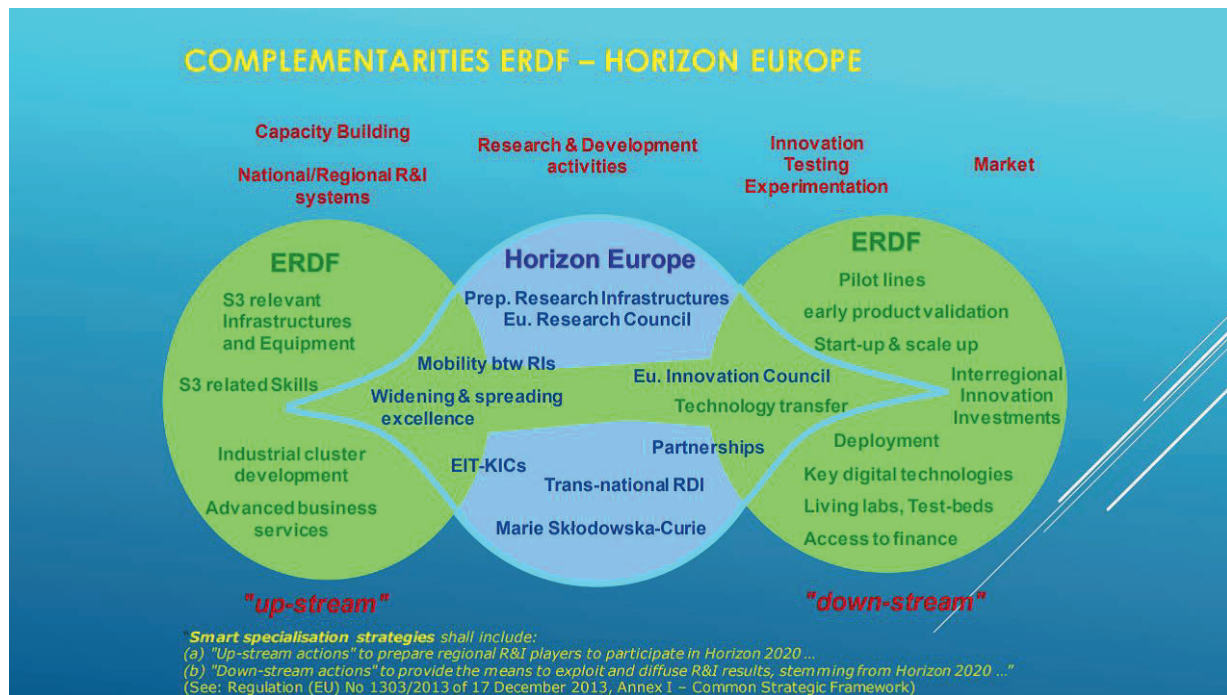 COMPLEMENTARITIES ERDF – HORIZON EUROPE
Capacity Building
National/Regional R&I
systems
Research & Development
activities
Innovation
Testing
Experimentation
Market
ERDF
S3 relevant
Infrastructures
and Equipment
S3 related Skills
Industrial cluster
development
Advanced business
services
Horizon Europe
Prep. Research Infrastructures
Eu. Research Council
Mobility btw RIs
Widening & spreading
excellence
EIT-KICs
Eu. Innovation Council
Technology transfer
Partnerships
Trans-national RDI
Marie Skłodowska-Curie
ERDF
Pilot lines
early product validation
Start-up & scale up
Interregional
Innovation
Investments
Deployment
Key digital technologies
Living labs, Test-beds
Access to finance
"up-stream"
"down-stream"
"Smart specialisation strategies shall include:
(a) "Up-stream actions" to prepare regional R&I players to participate in Horizon 2020 ...
(b) "Down-stream actions" to provide the means to exploit and diffuse R&I results, stemming from Horizon 2020 ..."
(See: Regulation (EU) No 1303/2013 of 17 December 2013, Annex I – Common Strategic Framework)